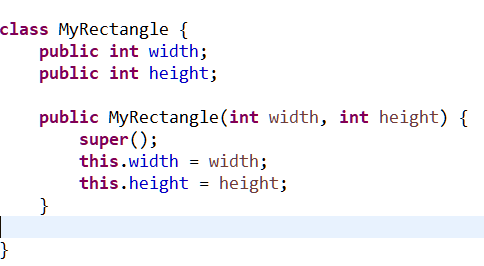 class MyRectangle {
    public int width;
    public int height;

    public MyRectangle(int width, int height) {
        super();
        this.width = width;
        this.height = height;
    }

}